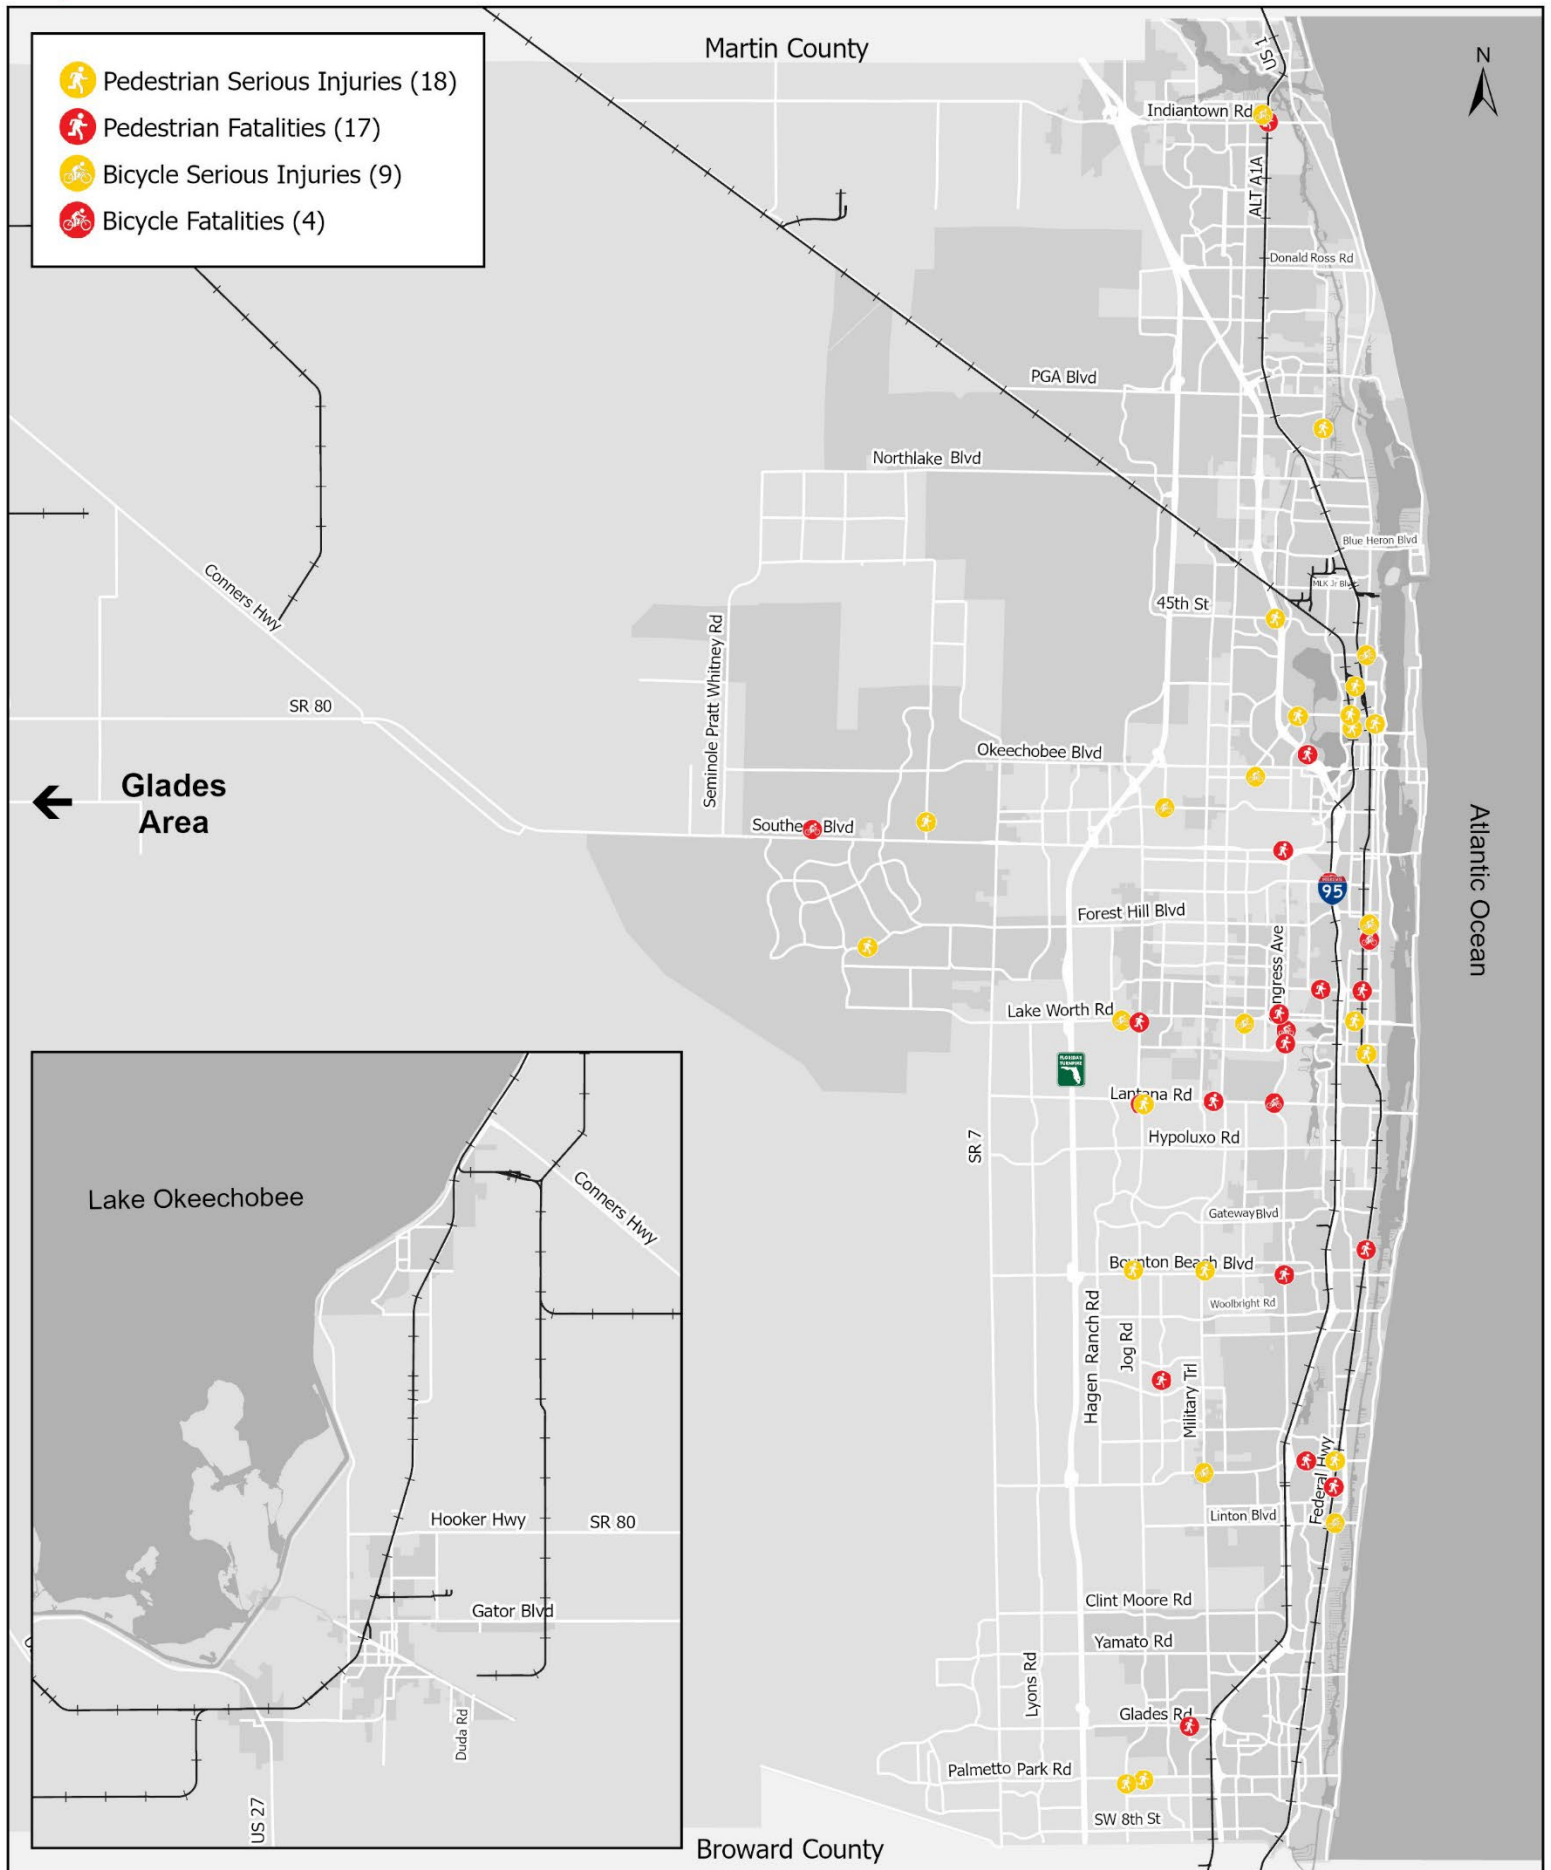 Pedestrian Serious Injuries (18)
Pedestrian Fatalities (17)
Bicycle Serious Injuries (9)
Bicycle Fatalities (4)
Martin County
US 1
N
Indiantown Rd
ALT A1A
Donald Ross Rd
PGA Blvd
Northlake Blvd
Blue Heron Blvd
MLK Jr Blvd
Conners Hwy
45th St
Seminole Pratt Whitney Rd
SR 80
Okeechobee Blvd
Glades
Area
Southe Blvd
Atlantic Ocean
95
Forest Hill Blvd
ngress Ave
Lake Worth Rd
FLORIDA'S
TURNPIKE
Lantana Rd
SR 7
Hypoluxo Rd
Lake Okeechobee
Conners Hwy
Gateway Blvd
Boynton Beach Blvd
Woolbright Rd
Hagen Ranch Rd
Jog Rd
Military Trl
Federal Hwy
Hooker Hwy
SR 80
Linton Blvd
Gator Blvd
Clint Moore Rd
Yamato Rd
Lyons Rd
Duda Rd
Glades Rd
Palmetto Park Rd
US 27
SW 8th St
Broward County